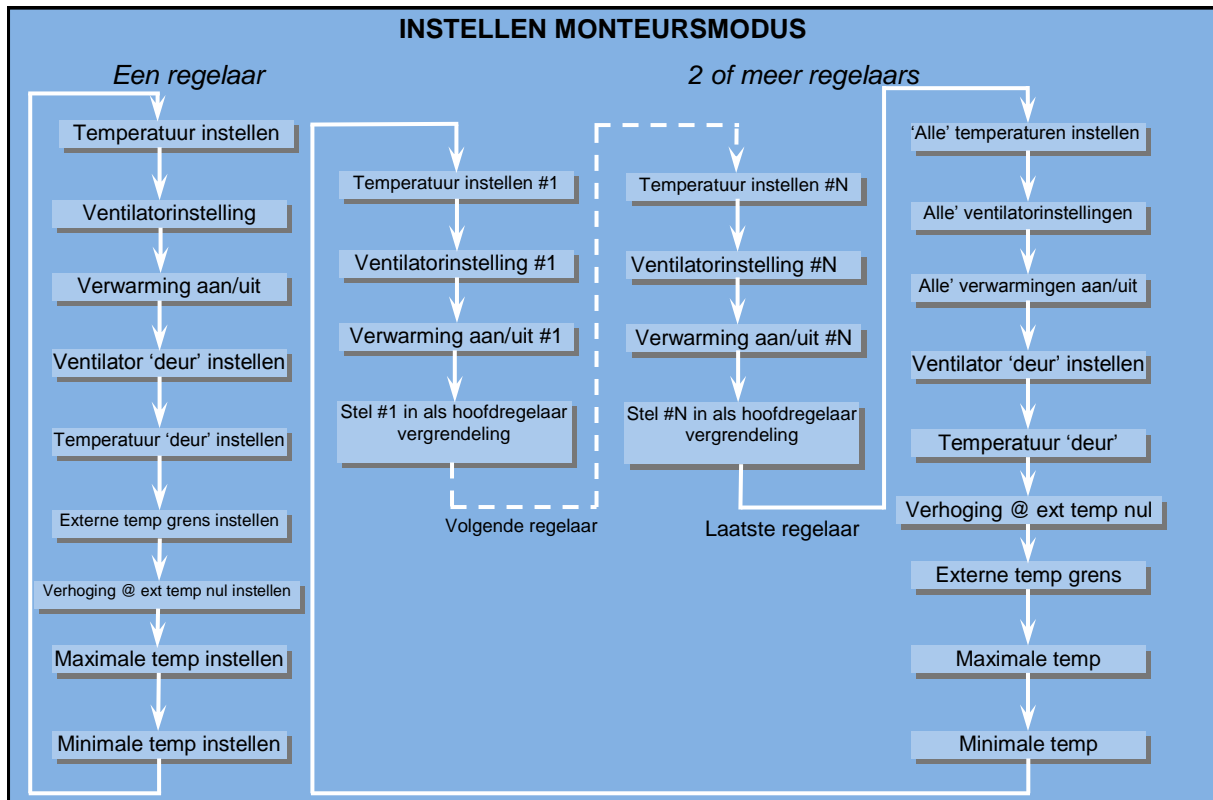 INSTELLEN MONTEURSMODUS
Een regelaar
Temperatuur instellen
Ventilatorinstelling
Verwarming aan/uit
Ventilator ‘deur’ instellen
Temperatuur ‘deur’ instellen
Externe temp grens instellen
Verhoging @ ext temp nul instellen
Maximale temp instellen
Minimale temp instellen
2 of meer regelaars
Temperatuur instellen #1
Ventilatorinstelling #1
Verwarming aan/uit #1
Stel #1 in als hoofdregelaar
vergrendeling
Volgende regelaar
Temperatuur instellen #N
Ventilatorinstelling #N
Verwarming aan/uit #N
Stel #N in als hoofdregelaar
vergrendeling
Laatste regelaar
‘Alle’ temperaturen instellen
Alle’ ventilatorinstellingen
Alle’ verwarmingen aan/uit
Ventilator ‘deur’ instellen
Temperatuur ‘deur’
Verhoging @ ext temp nul
Externe temp grens
Maximale temp
Minimale temp